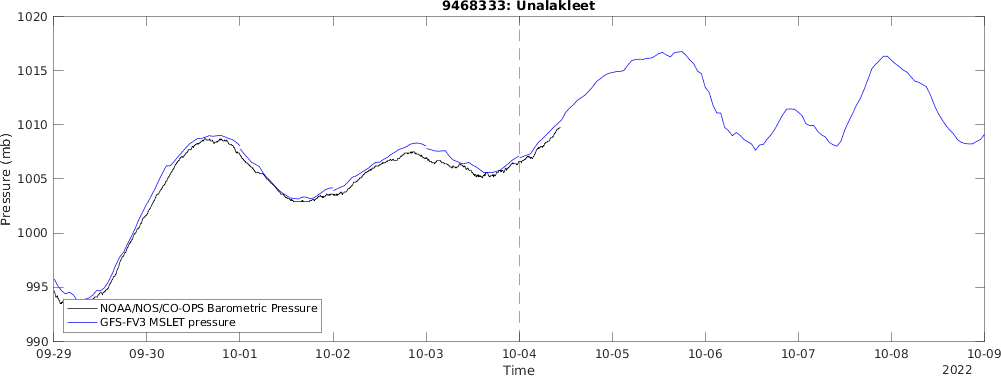 9468333: Unalakleet
1020
1015
1010
1005
1000
995
990
Pressure (mb)
NOAA/NOS/CO-OPS Barometric Pressure
GFS-FV3 MSLET pressure
09-29 09-30 10-01 10-02 10-03 10-04 10-05 10-06 10-07 10-08 10-09
Time
2022